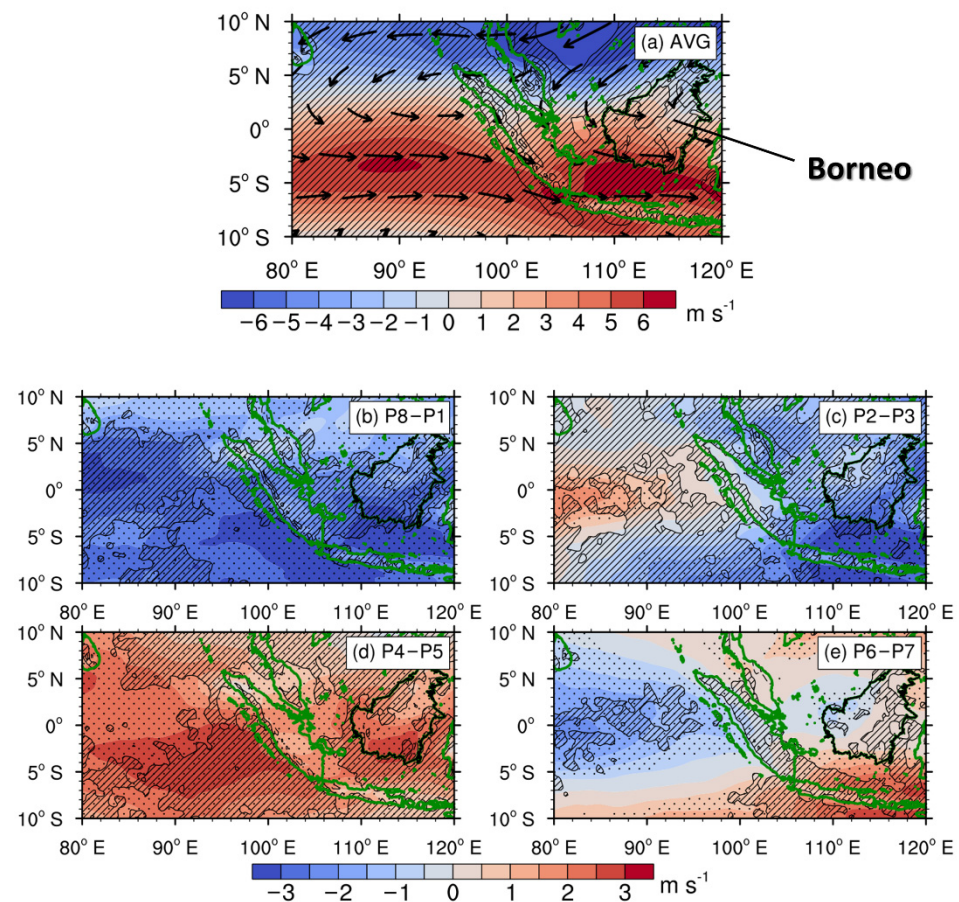 10° N
(a) AVG
5° N
0°
Borneo
5° S
10° S
80° E 90° E 100° E 110° E 120° E
−6 −5 −4 −3 −2 −1 0 1 2 3 4 5 6 m s⁻¹
10° N (b) P8−P1 10° N (c) P2−P3
5° N 5° N
0° 0°
5° S 5° S
10° S 10° S
80° E 90° E 100° E 110° E 120° E 80° E 90° E 100° E 110° E 120° E
10° N (d) P4−P5 10° N (e) P6−P7
5° N 5° N
0° 0°
5° S 5° S
10° S 10° S
80° E 90° E 100° E 110° E 120° E 80° E 90° E 100° E 110° E 120° E
−3 −2 −1 0 1 2 3 m s⁻¹